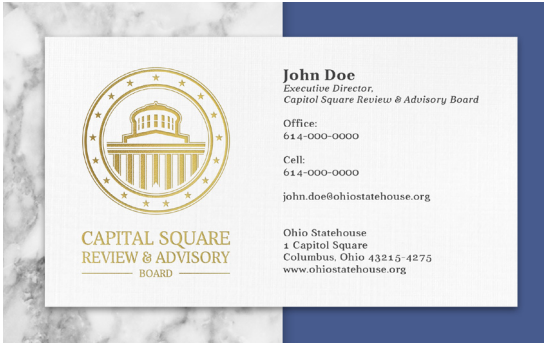 CAPITAL SQUARE
REVIEW & ADVISORY
BOARD
John Doe
Executive Director,
Capitol Square Review & Advisory Board
Office:
614-000-0000
Cell:
614-000-0000
john.doe@ohiostatehouse.org
Ohio Statehouse
1 Capitol Square
Columbus, Ohio 43215-4275
www.ohiostatehouse.org